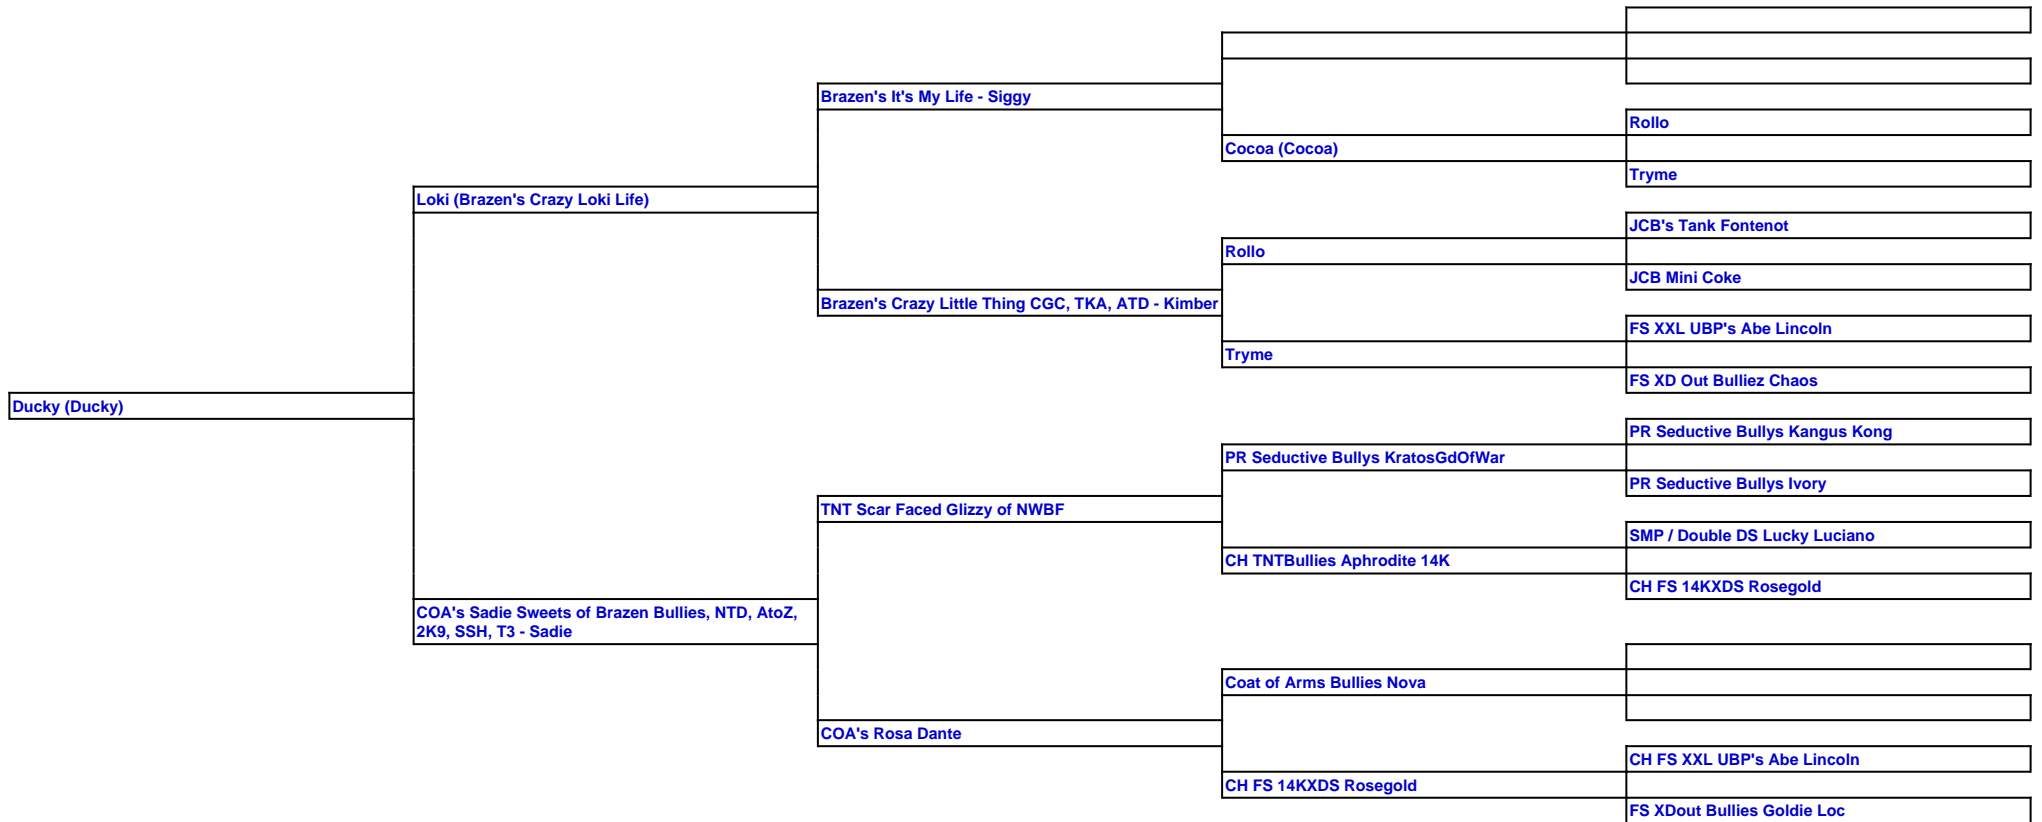 Brazen's It's My Life - Siggy
Rollo
Cocoa (Cocoa)
Tryme
Loki (Brazen's Crazy Loki Life)
JCB's Tank Fontenot
Rollo
JCB Mini Coke
Brazen's Crazy Little Thing CGC, TKA, ATD - Kimber
FS XXL UBP's Abe Lincoln
Tryme
FS XD Out Bulliez Chaos
Ducky (Ducky)
PR Seductive Bullys Kangus Kong
PR Seductive Bullys KratosGdOfWar
PR Seductive Bullys Ivory
TNT Scar Faced Glizzy of NWBF
SMP / Double DS Lucky Luciano
CH TNTBullies Aphrodite 14K
CH FS 14KXDS Rosegold
COA's Sadie Sweets of Brazen Bullies, NTD, AtoZ,
2K9, SSH, T3 - Sadie
Coat of Arms Bullies Nova
COA's Rosa Dante
CH FS XXL UBP's Abe Lincoln
CH FS 14KXDS Rosegold
FS XDout Bullies Goldie Loc